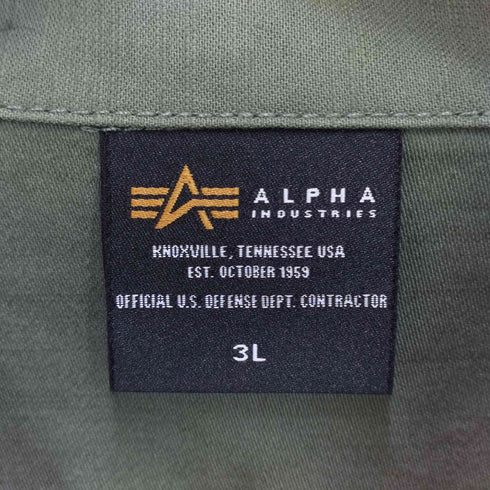 ALPHA
INDUSTRIES
KNOXVILLE, TENNESSEE USA
EST. OCTOBER 1959
OFFICIAL U.S. DEFENSE DEPT. CONTRACTOR
3L